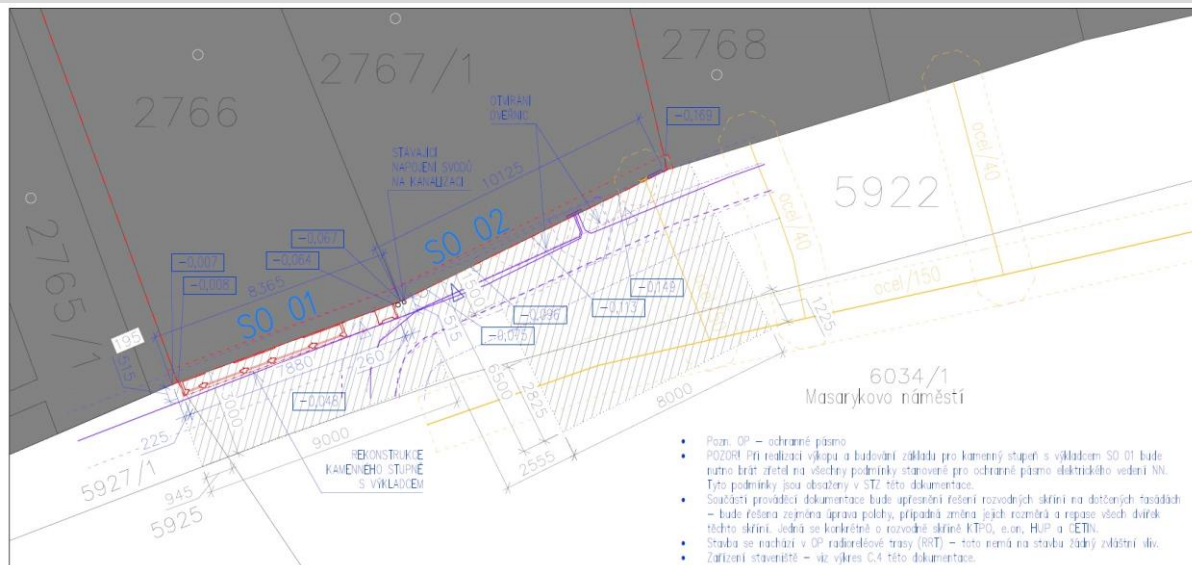 2766
2767/1
2768
2765/1
OTVÍRÁNÍ
-0,169
STÁVAJÍCÍ
NAPOJENÍ SVODŮ
NA KANALIZACI
10125
ocel/40
5922
SO 02
-0,067
-0,064
-0,007
-0,008
8365
SO 01
ocel/40
ocel/150
-0,149
-0,113
-0,096
-0,095
1500
515
1225
195
515
880
260
-0,048
3000
6500
2825
8000
6034/1
Masarykovo náměstí
225
9000
2555
5927/1
945
5925
REKONSTRUKCE
KAMENNÉHO STUPNĚ
S VÝKLADCEM
• Pozn. OP – ochranné pásmo
• POZOR! Při realizaci výkopu a budování základu pro kamenný stupeň s výkladcem SO 01 bude
nutno brát zřetel na všechny podmínky stanovené pro ochranné pásmo elektrického vedení NN.
Tyto podmínky jsou obsaženy v STZ této dokumentace.
• Součástí prováděcí dokumentace bude upřesnění řešení rozvodných skříní na dotčených fasádách
– bude řešena zejména úprava polohy, případná změna jejich rozměrů a repase všech dvířek
těchto skříní. Jedná se konkrétně o rozvodné skříně KTPO, e.on, HUP a CETIN.
• Stavba se nachází v OP radioreléové trasy (RRT) – toto nemá na stavbu žádný zvláštní vliv.
• Zařízení staveniště – viz výkres C.4 této dokumentace.